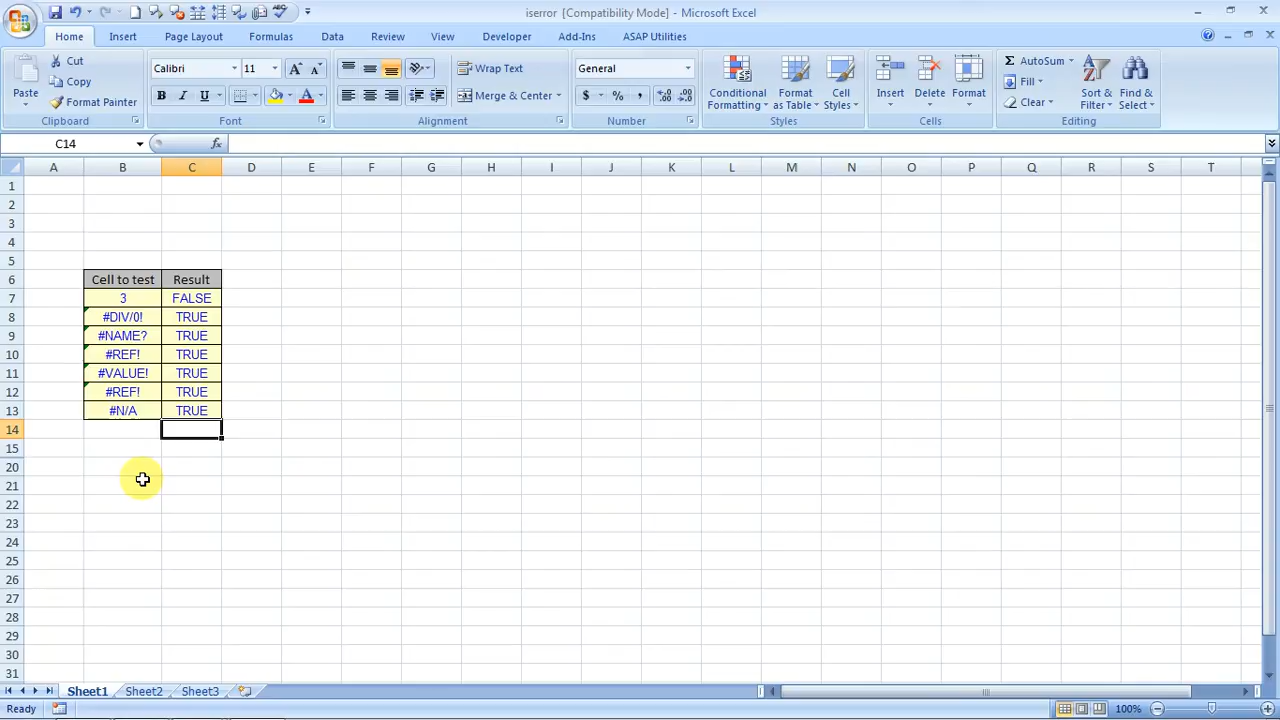 iserror [Compatibility Mode] - Microsoft Excel
Home Insert Page Layout Formulas Data Review View Developer Add-Ins ASAP Utilities
Paste Cut Copy Format Painter Clipboard
Calibri 11 B I U A A A Font
Wrap Text Merge & Center Alignment
General $ % , Number
Conditional Formatting Format as Table Cell Styles Styles
Insert Delete Format Cells
Σ AutoSum Fill Clear Sort & Filter Find & Select Editing
C14 fx
A B C D E F G H I J K L M N O P Q R S T
1
2
3
4
5
6 Cell to test Result
7 3 FALSE
8 #DIV/0! TRUE
9 #NAME? TRUE
10 #REF! TRUE
11 #VALUE! TRUE
12 #REF! TRUE
13 #N/A TRUE
14
15
20
21
22
23
24
25
26
27
28
29
30
31
Sheet1 Sheet2 Sheet3
Ready 100%